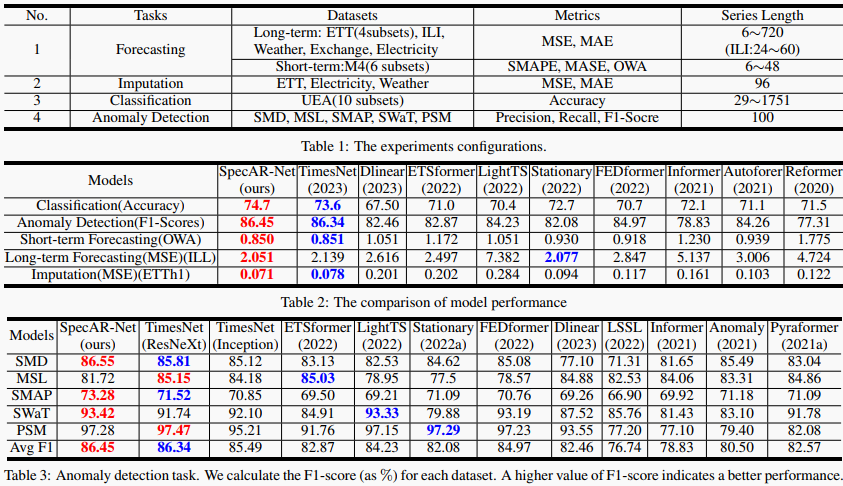 No. Tasks Datasets Metrics Series Length
1 Forecasting Long-term: ETT(4subsets), ILI, Weather, Exchange, Electricity MSE, MAE 6∼720 (ILI:24∼60)
Short-term:M4(6 subsets) SMAPE, MASE, OWA 6∼48
2 Imputation ETT, Electricity, Weather MSE, MAE 96
3 Classification UEA(10 subsets) Accuracy 29∼1751
4 Anomaly Detection SMD, MSL, SMAP, SWaT, PSM Precision, Recall, F1-Socre 100
Table 1: The experiments configurations.
Models SpecAR-Net (ours) TimesNet (2023) Dlinear (2023) ETSformer (2022) LightTS (2022) Stationary (2022) FEDformer (2022) Informer (2021) Autoforer (2021) Reformer (2020)
Classification(Accuracy) 74.7 73.6 67.50 71.0 70.4 72.7 70.7 72.1 71.1 71.5
Anomaly Detection(F1-Scores) 86.45 86.34 82.46 82.87 84.23 82.08 84.97 78.83 84.26 77.31
Short-term Forecasting(OWA) 0.850 0.851 1.051 1.172 1.051 0.930 0.918 1.230 0.939 1.775
Long-term Forecasting(MSE)(ILL) 2.051 2.139 2.616 2.497 7.382 2.077 2.847 5.137 3.006 4.724
Imputation(MSE)(ETTh1) 0.071 0.078 0.201 0.202 0.284 0.094 0.117 0.161 0.103 0.122
Table 2: The comparison of model performance
Models SpecAR-Net (ours) TimesNet (ResNeXt) TimesNet (Inception) ETSformer (2022) LightTS (2022) Stationary (2022a) FEDformer (2022) Dlinear (2023) LSSL (2022) Informer (2021) Anomaly (2021) Pyraformer (2021a)
SMD 86.55 85.81 85.12 83.13 82.53 84.62 85.08 77.10 71.31 81.65 85.49 83.04
MSL 81.72 85.15 84.18 85.03 78.95 77.5 78.57 84.88 82.53 84.06 83.31 84.86
SMAP 73.28 71.52 70.85 69.50 69.21 71.09 70.76 69.26 66.90 69.92 71.18 71.09
SWaT 93.42 91.74 92.10 84.91 93.33 79.88 93.19 87.52 85.76 81.43 83.10 91.78
PSM 97.28 97.47 95.21 91.76 97.15 97.29 97.23 93.55 77.20 77.10 79.40 82.08
Avg F1 86.45 86.34 85.49 82.87 84.23 82.08 84.97 82.46 76.74 78.83 80.50 82.57
Table 3: Anomaly detection task. We calculate the F1-score (as %) for each dataset. A higher value of F1-score indicates a better performance.